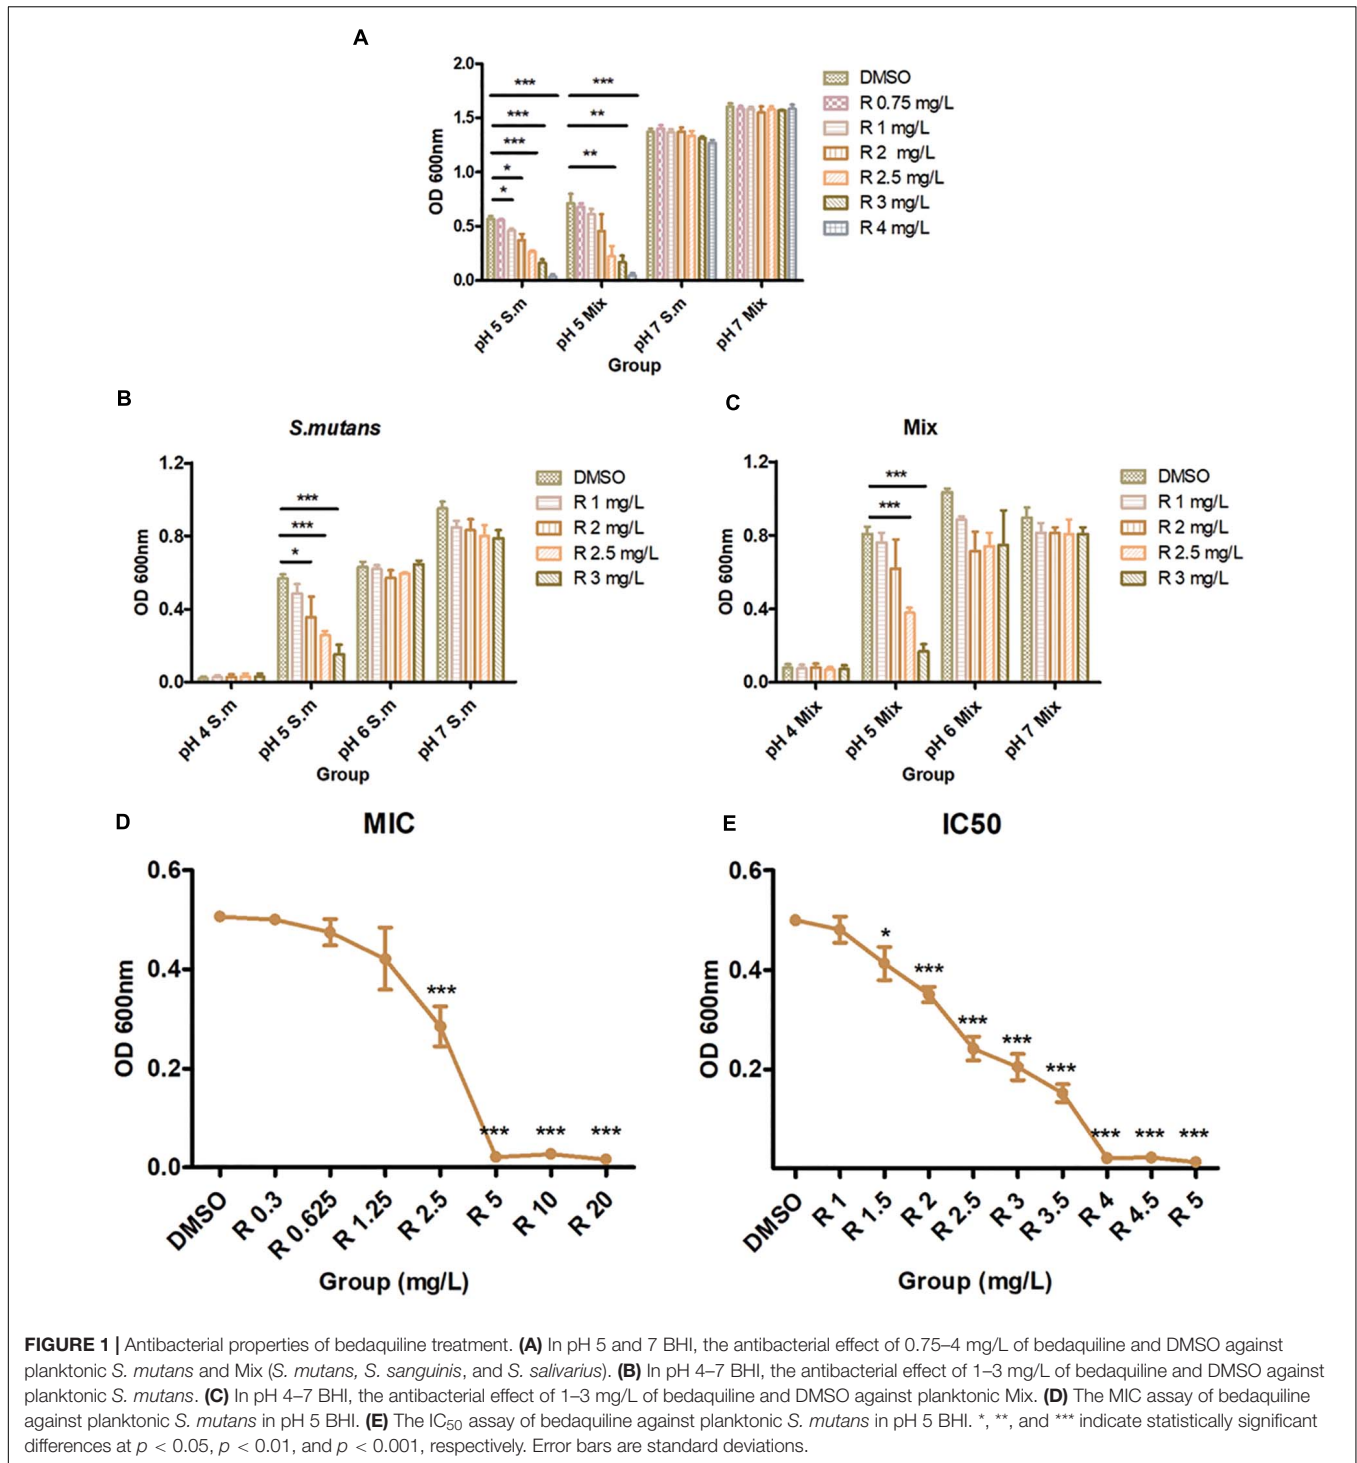 A
2.0
1.5
1.0
0.5
0.0
OD 600nm
***
***
***
*
*
***
**
**
pH 5 S.m
pH 5 Mix
pH 7 S.m
pH 7 Mix
Group
DMSO
R 0.75 mg/L
R 1 mg/L
R 2 mg/L
R 2.5 mg/L
R 3 mg/L
R 4 mg/L
B
S.mutans
1.2
0.8
0.4
0.0
OD 600nm
***
***
*
pH 4 S.m
pH 5 S.m
pH 6 S.m
pH 7 S.m
Group
DMSO
R 1 mg/L
R 2 mg/L
R 2.5 mg/L
R 3 mg/L
C
Mix
1.2
0.8
0.4
0.0
OD 600nm
***
***
pH 4 Mix
pH 5 Mix
pH 6 Mix
pH 7 Mix
Group
DMSO
R 1 mg/L
R 2 mg/L
R 2.5 mg/L
R 3 mg/L
D
MIC
0.6
0.4
0.2
0.0
OD 600nm
***
***
***
***
DMSO
R 0.3
R 0.625
R 1.25
R 2.5
R 5
R 10
R 20
Group (mg/L)
E
IC50
0.6
0.4
0.2
OD 600nm
*
***
***
***
***
***
***
***
DMSO
R 1
R 1.5
R 2
R 2.5
R 3
R 3.5
R 4
R 4.5
R 5
Group (mg/L)
FIGURE 1 | Antibacterial properties of bedaquiline treatment. (A) In pH 5 and 7 BHI, the antibacterial effect of 0.75–4 mg/L of bedaquiline and DMSO against
planktonic S. mutans and Mix (S. mutans, S. sanguinis, and S. salivarius). (B) In pH 4–7 BHI, the antibacterial effect of 1–3 mg/L of bedaquiline and DMSO against
planktonic S. mutans. (C) In pH 4–7 BHI, the antibacterial effect of 1–3 mg/L of bedaquiline and DMSO against planktonic Mix. (D) The MIC assay of bedaquiline
against planktonic S. mutans in pH 5 BHI. (E) The IC50 assay of bedaquiline against planktonic S. mutans in pH 5 BHI. *, **, and *** indicate statistically significant
differences at p < 0.05, p < 0.01, and p < 0.001, respectively. Error bars are standard deviations.